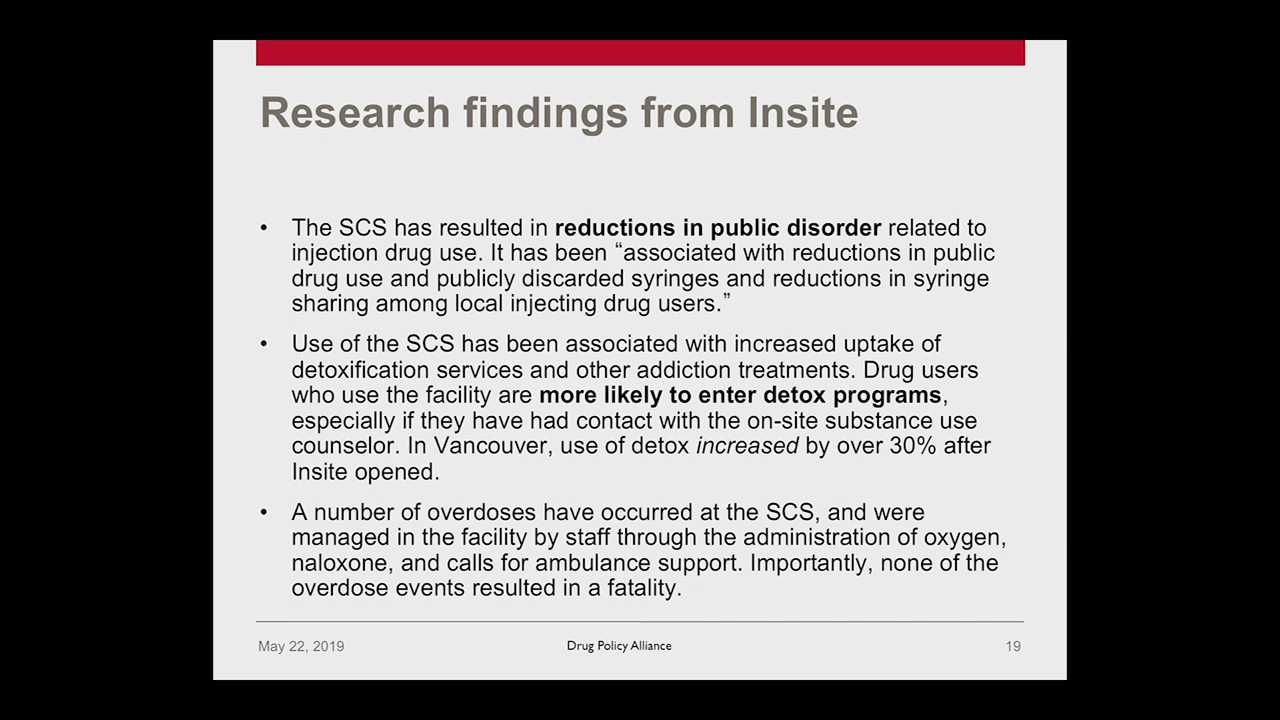 Research findings from Insite
• The SCS has resulted in reductions in public disorder related to
injection drug use. It has been “associated with reductions in public
drug use and publicly discarded syringes and reductions in syringe
sharing among local injecting drug users.”
• Use of the SCS has been associated with increased uptake of
detoxification services and other addiction treatments. Drug users
who use the facility are more likely to enter detox programs,
especially if they have had contact with the on-site substance use
counselor. In Vancouver, use of detox increased by over 30% after
Insite opened.
• A number of overdoses have occurred at the SCS, and were
managed in the facility by staff through the administration of oxygen,
naloxone, and calls for ambulance support. Importantly, none of the
overdose events resulted in a fatality.
May 22, 2019 Drug Policy Alliance 19